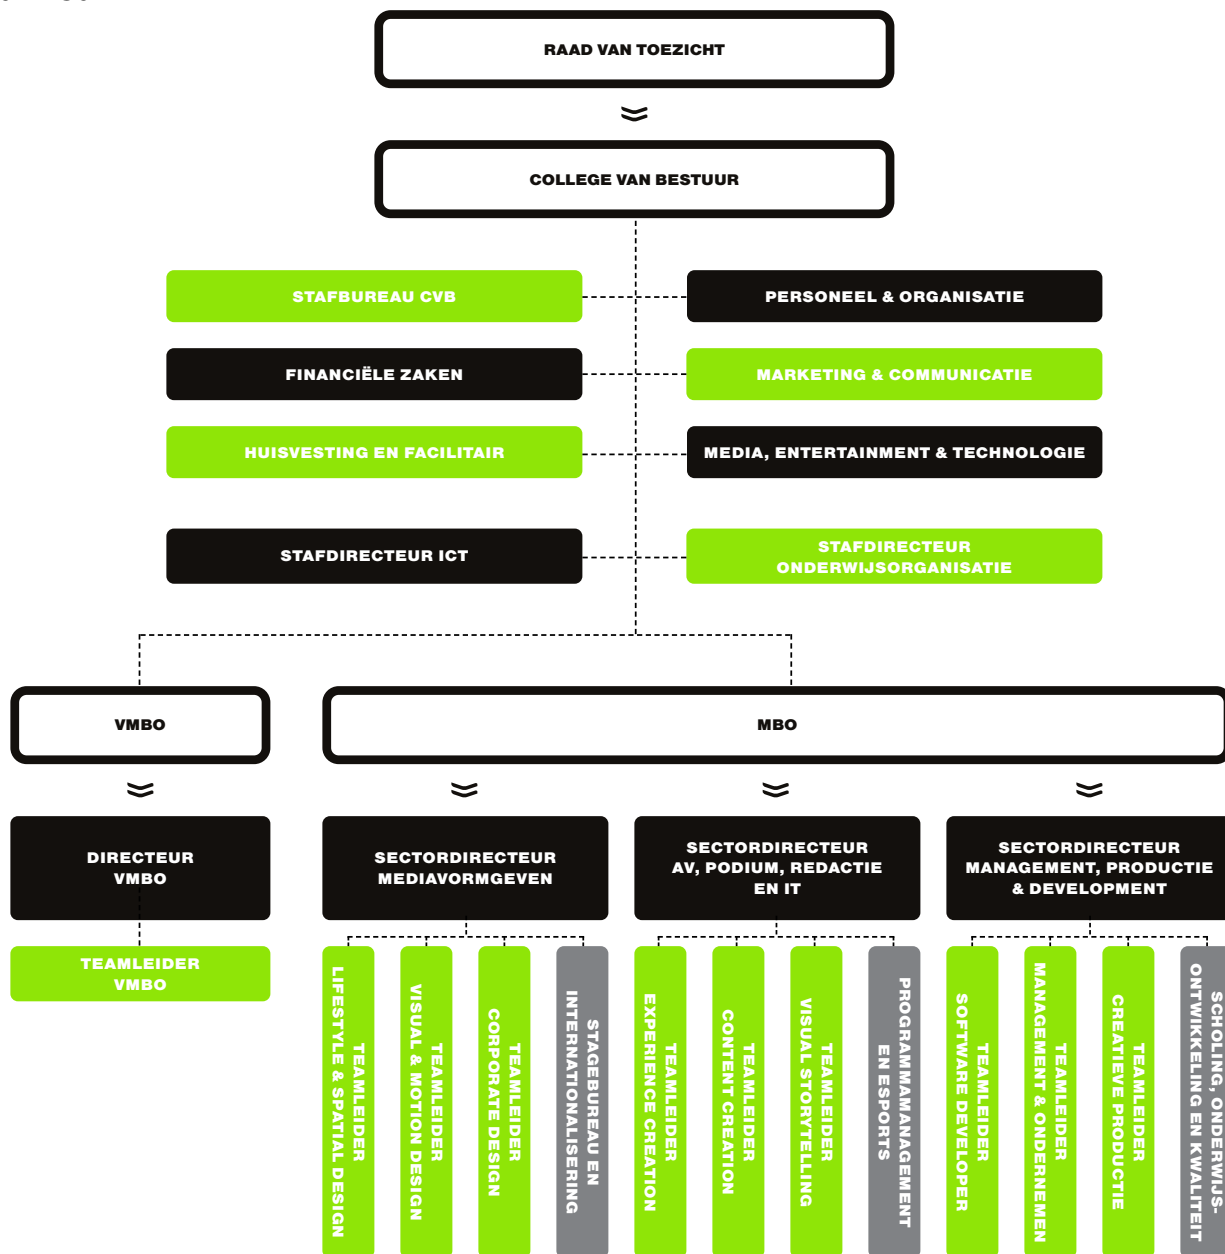 RAAD VAN TOEZICHT
COLLEGE VAN BESTUUR
STAFBUREAU CVB
PERSONEEL & ORGANISATIE
FINANCIËLE ZAKEN
MARKETING & COMMUNICATIE
HUISVESTING EN FACILITAIR
MEDIA, ENTERTAINMENT & TECHNOLOGIE
STAFDIRECTEUR ICT
STAFDIRECTEUR
ONDERWIJSORGANISATIE
VMBO
MBO
DIRECTEUR
VMBO
SECTORDIRECTEUR
MEDIAVORMGEVEN
SECTORDIRECTEUR
AV, PODIUM, REDACTIE
EN IT
SECTORDIRECTEUR
MANAGEMENT, PRODUCTIE
& DEVELOPMENT
TEAMLEIDER
VMBO
TEAMLEIDER
LIFESTYLE & SPATIAL DESIGN
TEAMLEIDER
VISUAL & MOTION DESIGN
TEAMLEIDER
CORPORATE DESIGN
STAGEBUREAU EN
INTERNATIONALISERING
TEAMLEIDER
EXPERIENCE CREATION
TEAMLEIDER
CONTENT CREATION
TEAMLEIDER
VISUAL STORYTELLING
PROGRAMMAMANAGEMENT
EN ESPORTS
TEAMLEIDER
SOFTWARE DEVELOPER
TEAMLEIDER
MANAGEMENT & ONDERNEMEN
TEAMLEIDER
CREATIEVE PRODUCTIE
SCHOLING, ONDERWIJS-
ONTWIKKELING EN KWALITEIT